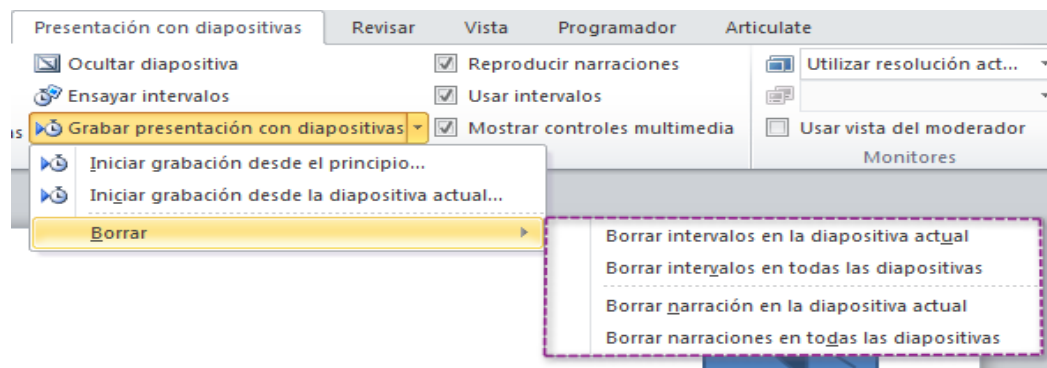 Presentación con diapositivas Revisar Vista Programador Articulate
Ocultar diapositiva Reproducir narraciones Utilizar resolución act...
Ensayar intervalos Usar intervalos
as Grabar presentación con diapositivas Mostrar controles multimedia Usar vista del moderador
Iniciar grabación desde el principio... Monitores
Iniciar grabación desde la diapositiva actual...
Borrar Borrar intervalos en la diapositiva actual
Borrar intervalos en todas las diapositivas
Borrar narración en la diapositiva actual
Borrar narraciones en todas las diapositivas